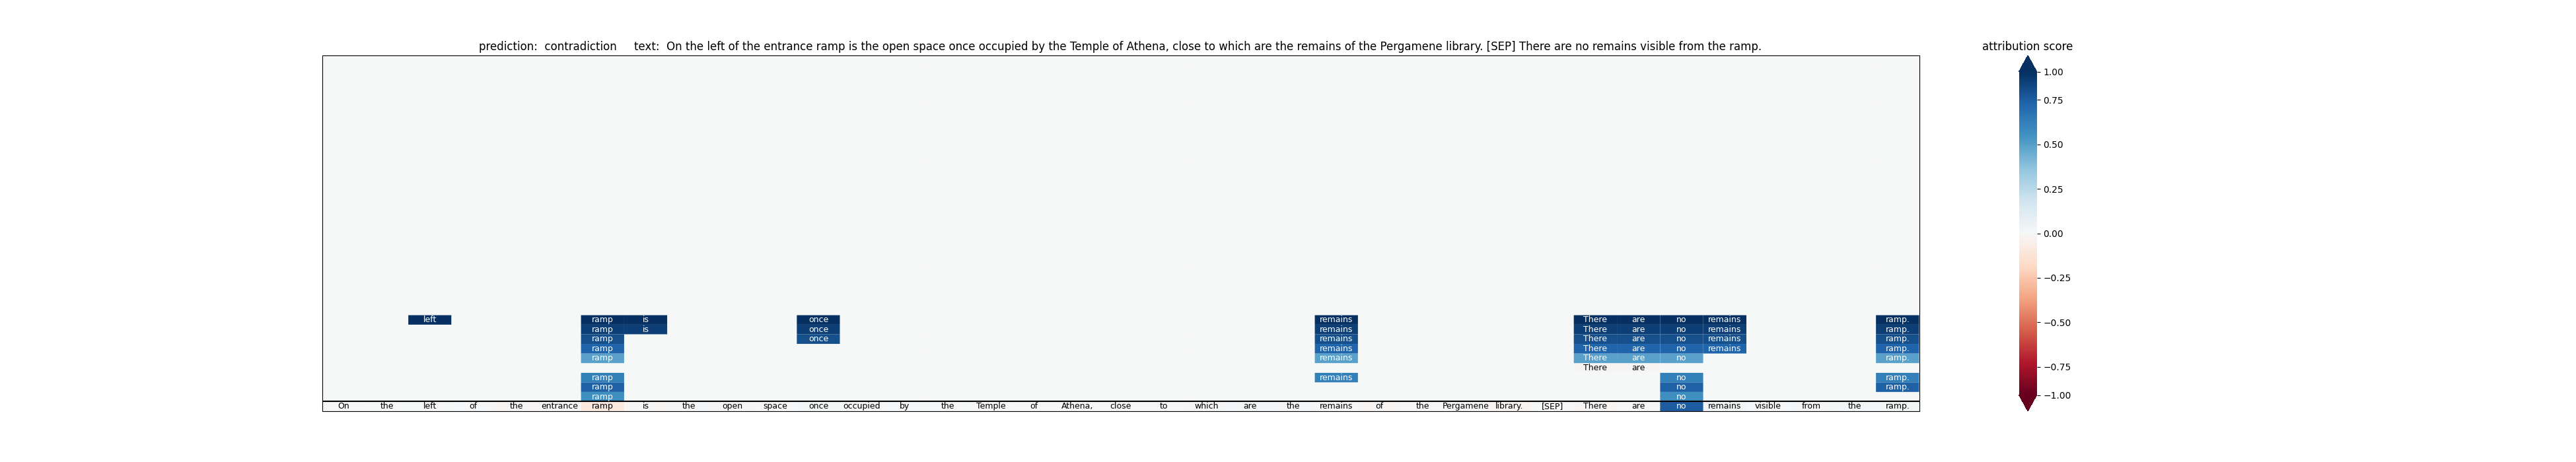 prediction:  contradiction     text:  On the left of the entrance ramp is the open space once occupied by the Temple of Athena, close to which are the remains of the Pergamene library. [SEP] There are no remains visible from the ramp.
attribution score
1.00
0.75
0.50
0.25
0.00
−0.25
−0.50
−0.75
−1.00
left ramp is once remains There are no remains ramp.
ramp is once remains There are no remains ramp.
ramp once remains There are no remains ramp.
ramp remains There are no remains ramp.
ramp remains There are no ramp.
There are
ramp remains no ramp.
ramp no ramp.
ramp no
On the left of the entrance ramp is the open space once occupied by the Temple of Athena, close to which are the remains of the Pergamene library. [SEP] There are no remains visible from the ramp.